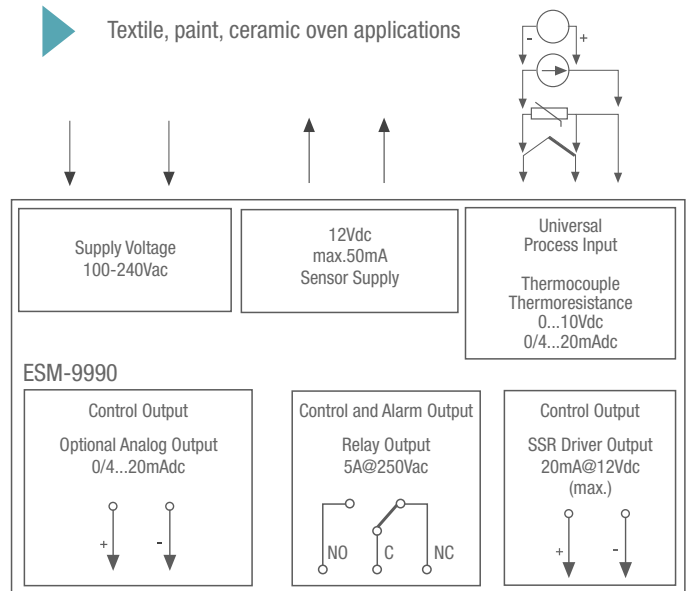 Textile, paint, ceramic oven applications
- +
Supply Voltage
100-240Vac
12Vdc
max.50mA
Sensor Supply
Universal
Process Input
Thermocouple
Thermoresistance
0...10Vdc
0/4...20mAdc
ESM-9990
Control Output
Optional Analog Output
0/4...20mAdc
+ -
Control and Alarm Output
Relay Output
5A@250Vac
NO C NC
Control Output
SSR Driver Output
20mA@12Vdc
(max.)
+ -